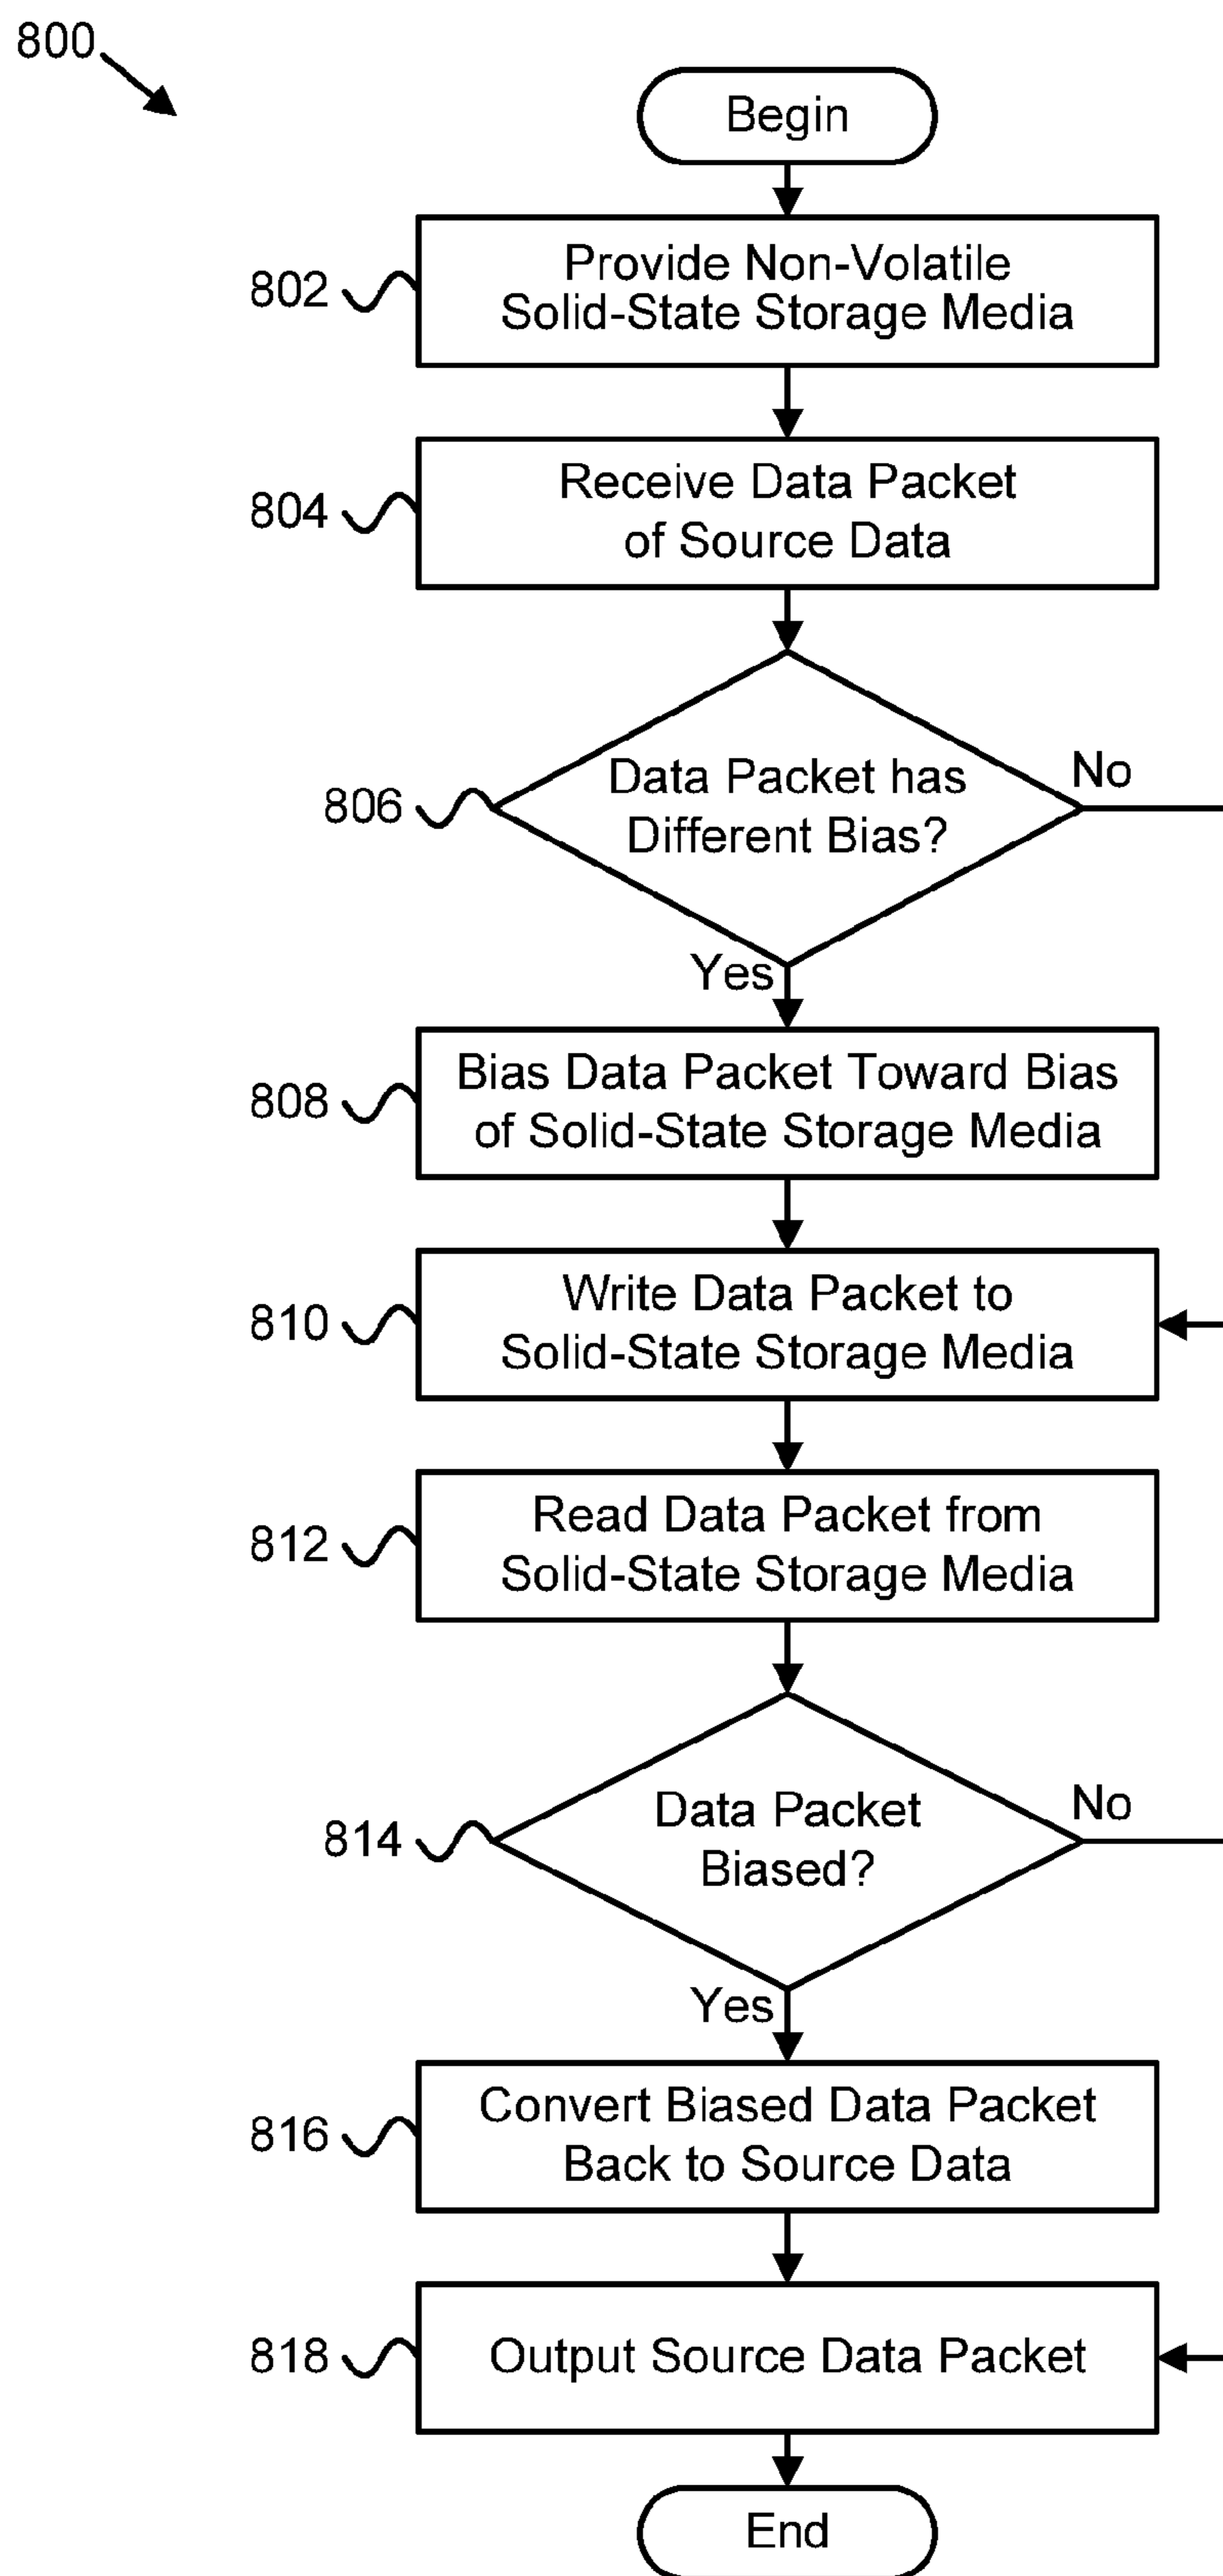 800
Begin
802
Provide Non-Volatile
Solid-State Storage Media
804
Receive Data Packet
of Source Data
806
Data Packet has
Different Bias?
No
Yes
808
Bias Data Packet Toward Bias
of Solid-State Storage Media
810
Write Data Packet to
Solid-State Storage Media
812
Read Data Packet from
Solid-State Storage Media
814
Data Packet
Biased?
No
Yes
816
Convert Biased Data Packet
Back to Source Data
818
Output Source Data Packet
End